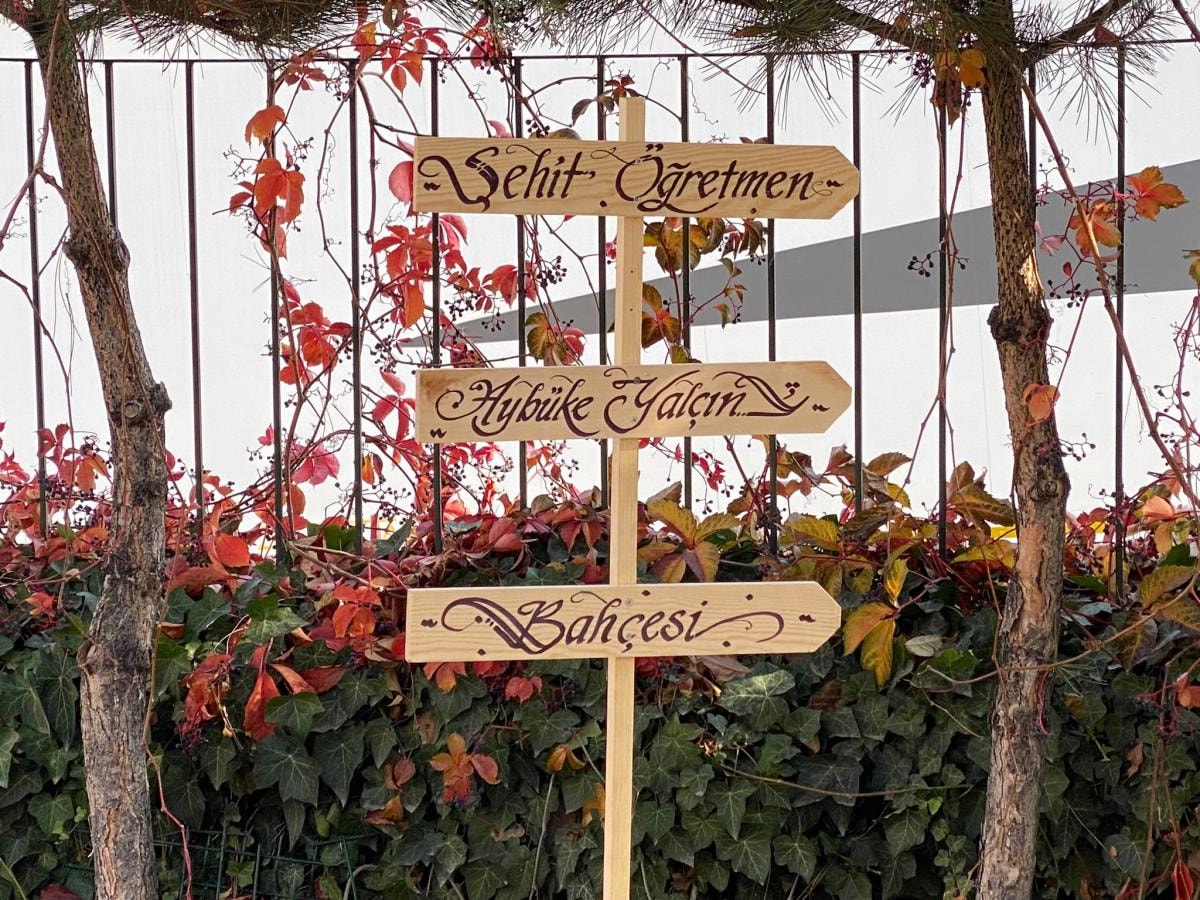 Şehit Öğretmen
Aybüke Yalçın
Bahçesi